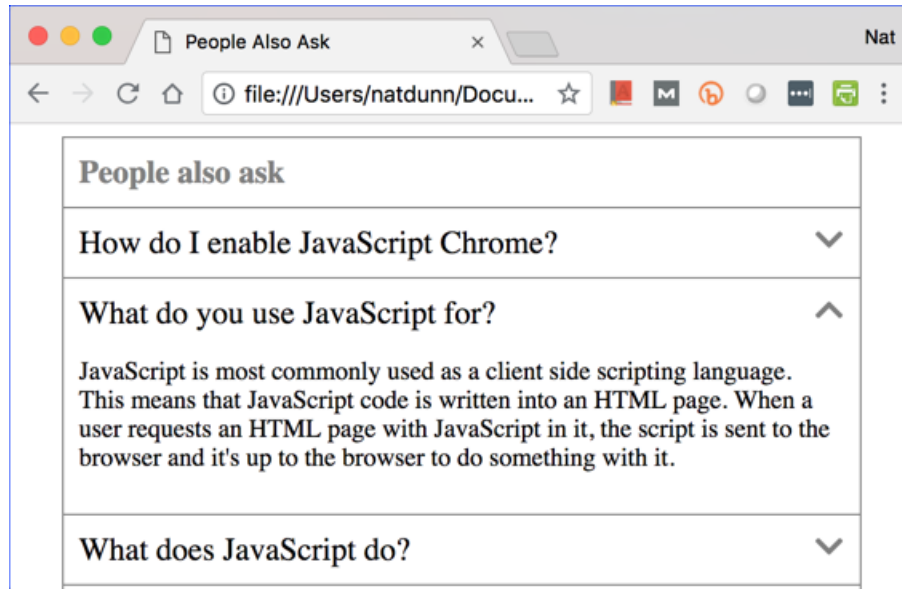 People Also Ask
Nat
file:///Users/natdunn/Docu...
People also ask
How do I enable JavaScript Chrome?
What do you use JavaScript for?
JavaScript is most commonly used as a client side scripting language.
This means that JavaScript code is written into an HTML page. When a
user requests an HTML page with JavaScript in it, the script is sent to the
browser and it's up to the browser to do something with it.
What does JavaScript do?